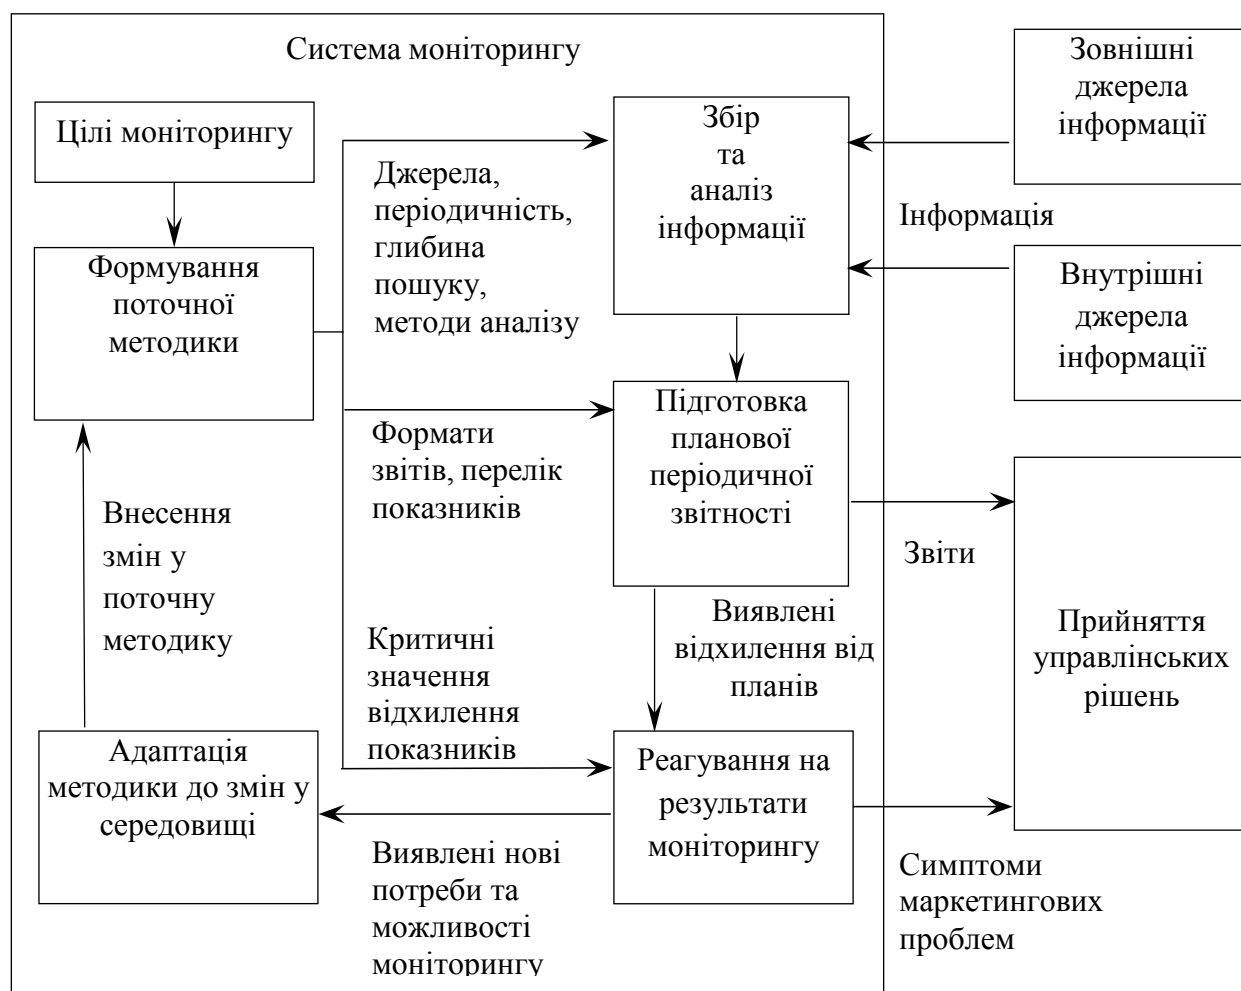 Система моніторингу
Цілі моніторингу
Формування
поточної
методики
Джерела,
періодичність,
глибина
пошуку,
методи аналізу
Збір
та
аналіз
інформації
Зовнішні
джерела
інформації
Інформація
Внутрішні
джерела
інформації
Формати
звітів, перелік
показників
Підготовка
планової
періодичної
звітності
Звіти
Внесення
змін у
поточну
методику
Критичні
значення
відхилення
показників
Виявлені
відхилення від
планів
Прийняття
управлінських
рішень
Адаптація
методики до змін у
середовищі
Реагування на
результати
моніторингу
Виявлені нові
потреби та
можливості
моніторингу
Симптоми
маркетингових
проблем